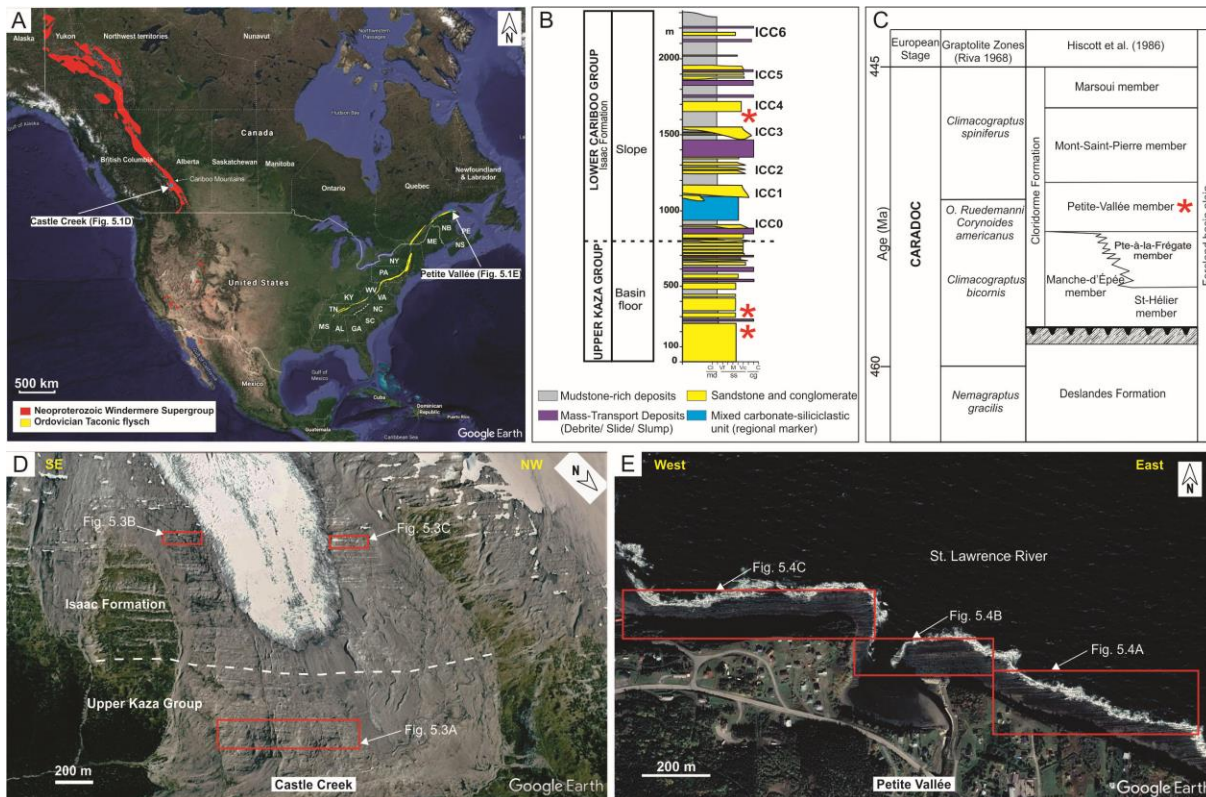 A
Alaska
Yukon
Northwest territories
Nunavut
N
Canada
British Columbia
Alberta
Saskatchewan
Manitoba
Cariboo Mountains
Ontario
Quebec
Newfoundland
& Labrador
Castle Creek (Fig. 5.1D)
NB
PE
ME
NS
NY
Petite Vallée (Fig. 5.1E)
PA
United States
WV
KY
VA
TN
NC
SC
MS
AL
GA
Gulf of
Mexico
Mexico
Cuba
Dominican
Republic
Guatemala
Caribbean Sea
500 km
Neoproterozoic Windermere Supergroup
Ordovician Taconic flysch
Google Earth
B
LOWER CARIBOO GROUP
Isaac Formation
Slope
UPPER KAZA GROUP
Basin
floor
m
2000
1500
1000
500
100
0
ICC6
ICC5
ICC4
*
ICC3
ICC2
ICC1
ICC0
*
*
md
ss
cg
Mudstone-rich deposits
Sandstone and conglomerate
Mass-Transport Deposits
(Debrite/ Slide/ Slump)
Mixed carbonate-siliciclastic
unit (regional marker)
C
European
Stage
Graptolite Zones
(Riva 1968)
Hiscott et al. (1986)
445
460
Age (Ma)
CARADOC
Climacograptus
spiniferus
O. Ruedemanni
Corynoides
americanus
Climacograptus
bicornis
Nemagraptus
gracilis
Cloridorme Formation
Marsoui member
Mont-Saint-Pierre member
Petite-Vallée member *
Pte-à-la-Frégate
member
Manche-d'Épée
member
St-Hélier
member
Deslandes Formation
D
SE
NW
N
Fig. 5.3B
Fig. 5.3C
Isaac Formation
Upper Kaza Group
Fig. 5.3A
200 m
Castle Creek
Google Earth
E
West
East
N
St. Lawrence River
Fig. 5.4C
Fig. 5.4B
Fig. 5.4A
200 m
Petite Vallée
Google Earth